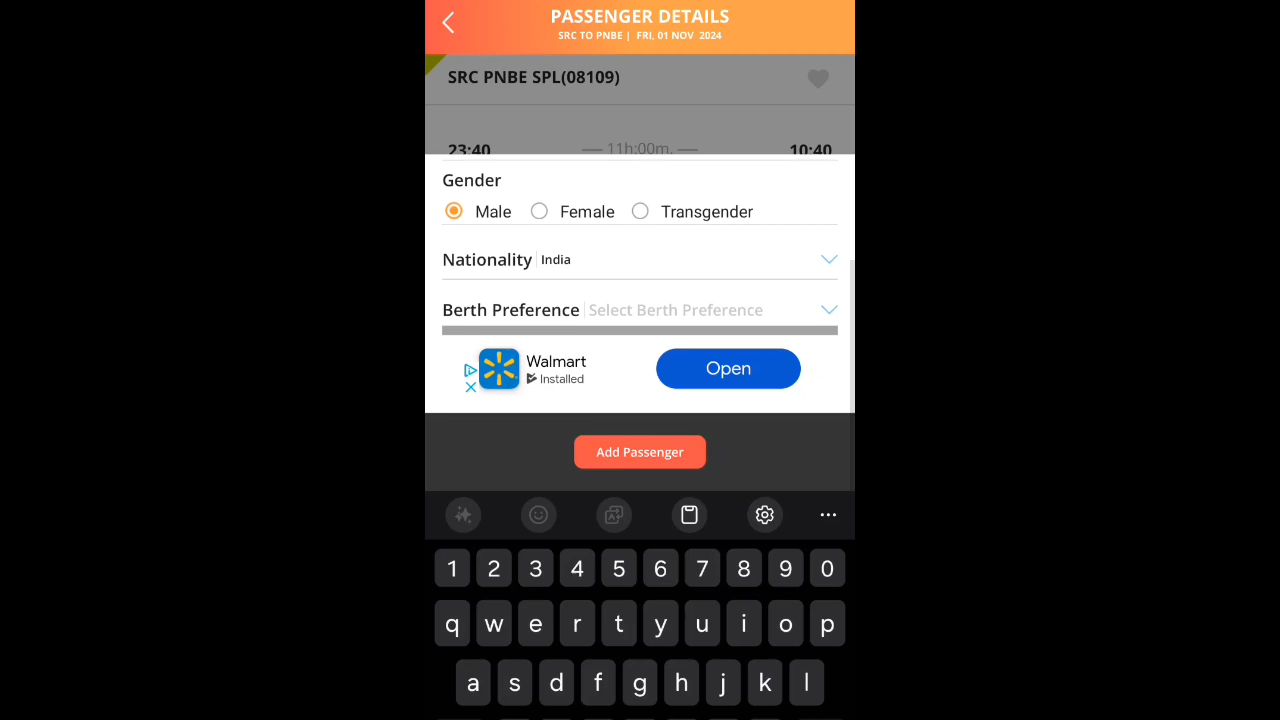 PASSENGER DETAILS
SRC TO PNBE | FRI, 01 NOV 2024
SRC PNBE SPL(08109)
23:40 11h:00m. 10:40
Gender
Male Female Transgender
Nationality India
Berth Preference Select Berth Preference
Walmart
Installed
Open
Add Passenger
1 2 3 4 5 6 7 8 9 0
q w e r t y u i o p
a s d f g h j k l